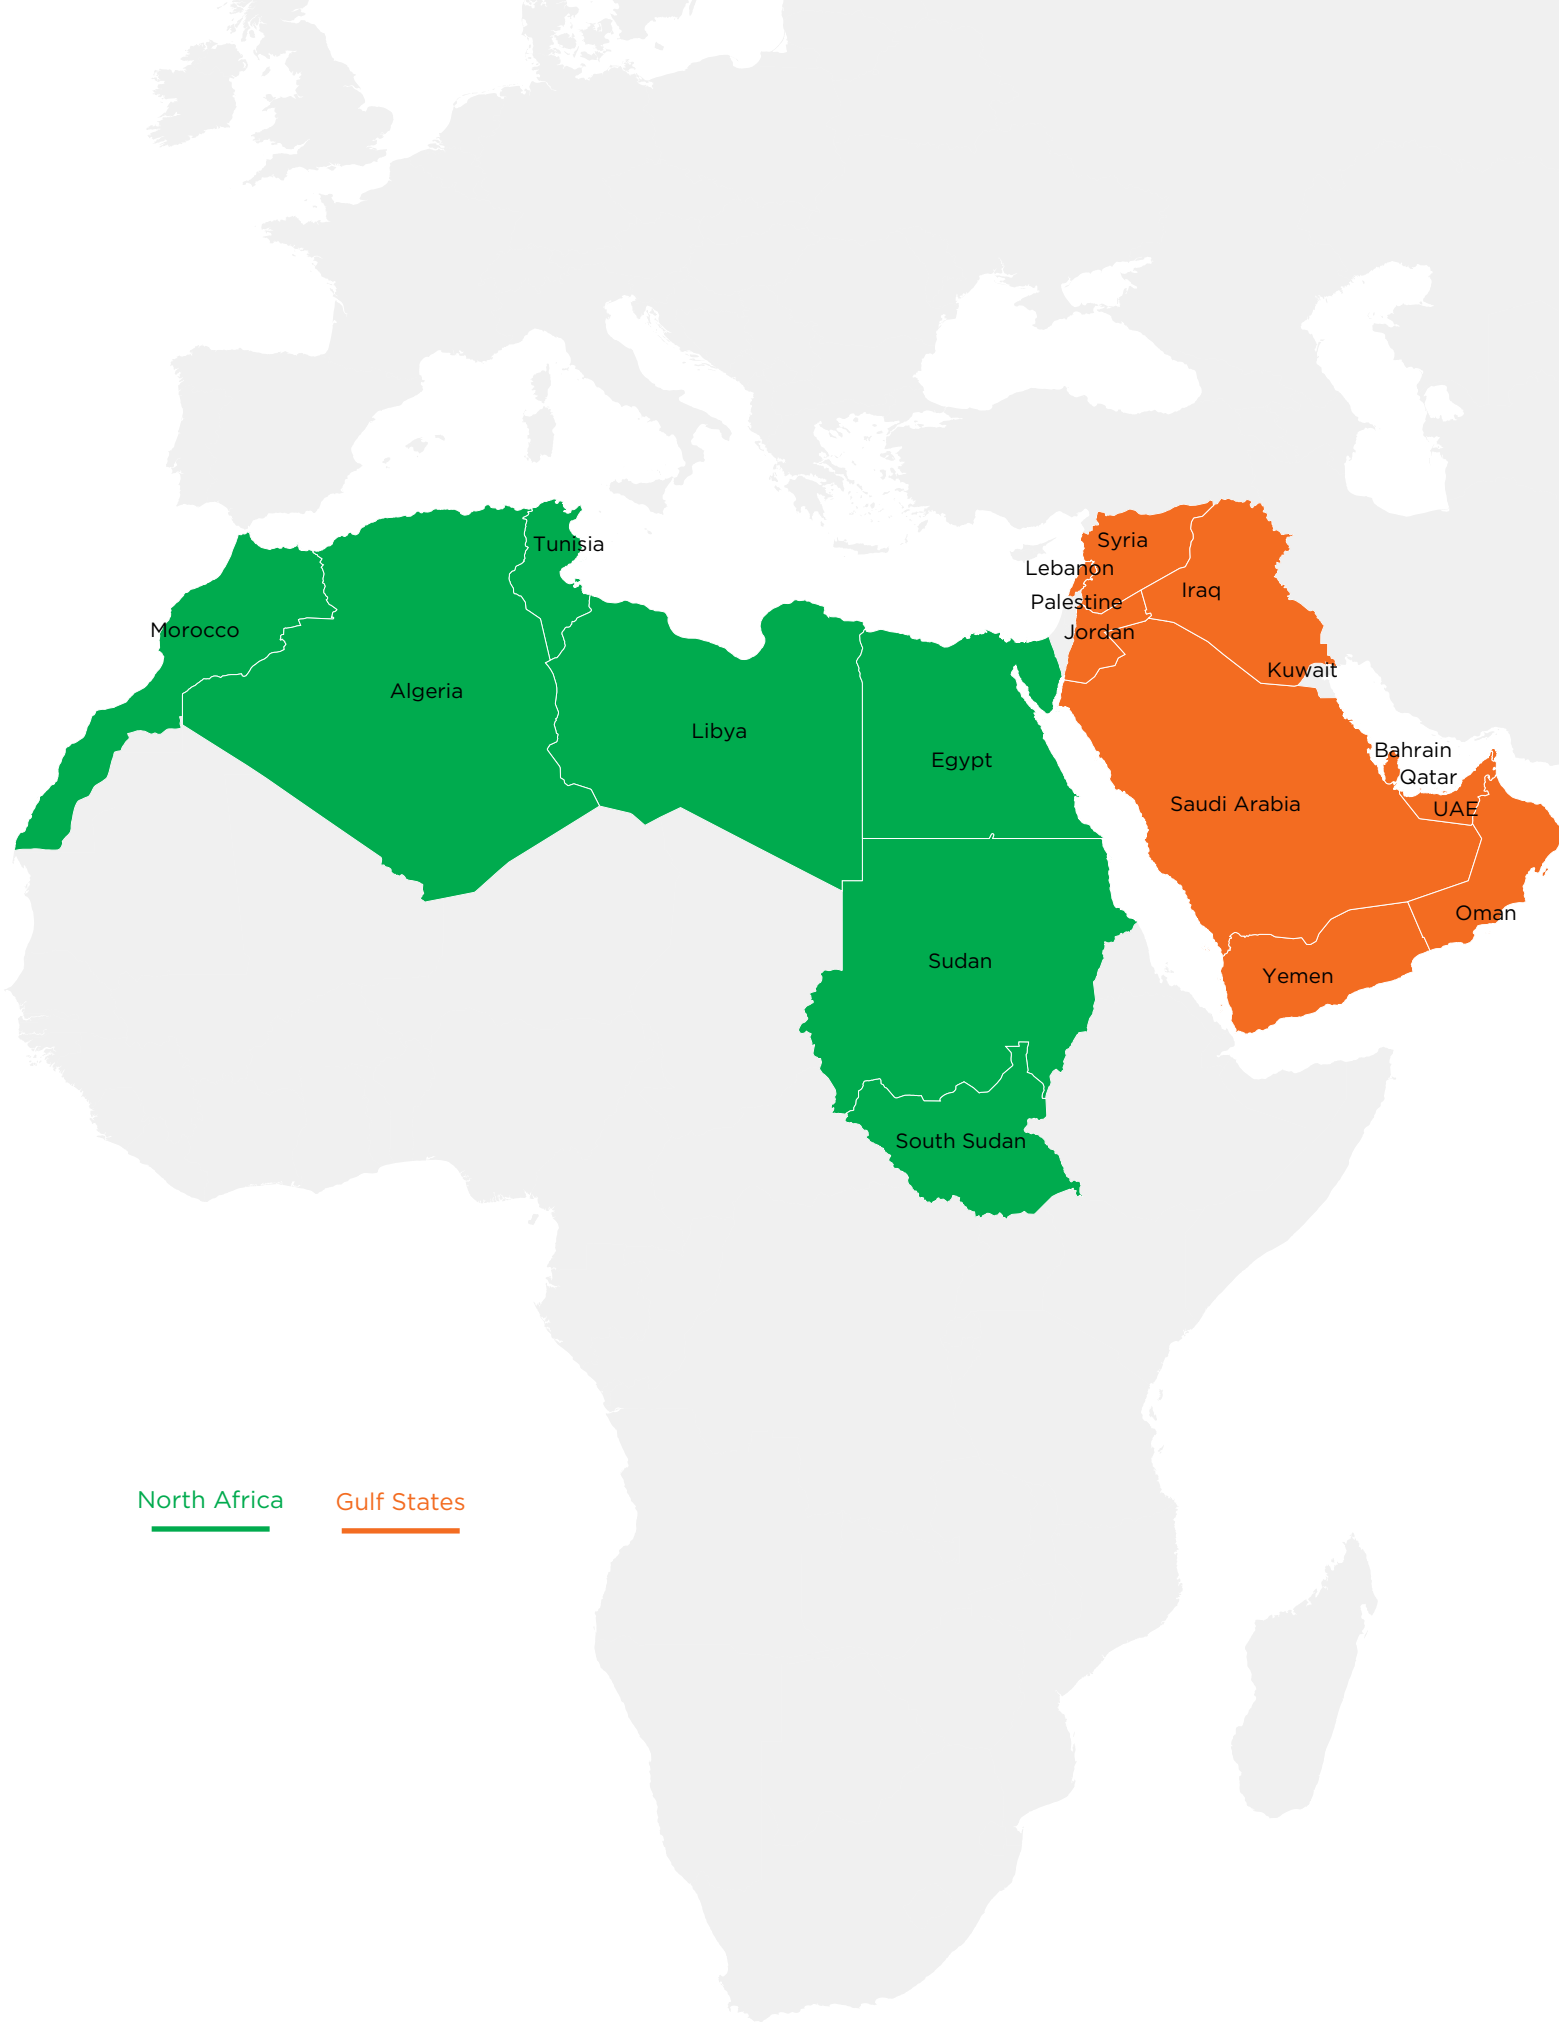 Tunisia
Syria
Lebanon
Iraq
Palestine
Morocco
Jordan
Kuwait
Algeria
Libya
Egypt
Bahrain
Qatar
Saudi Arabia
UAE
Oman
Sudan
Yemen
South Sudan
North Africa
Gulf States